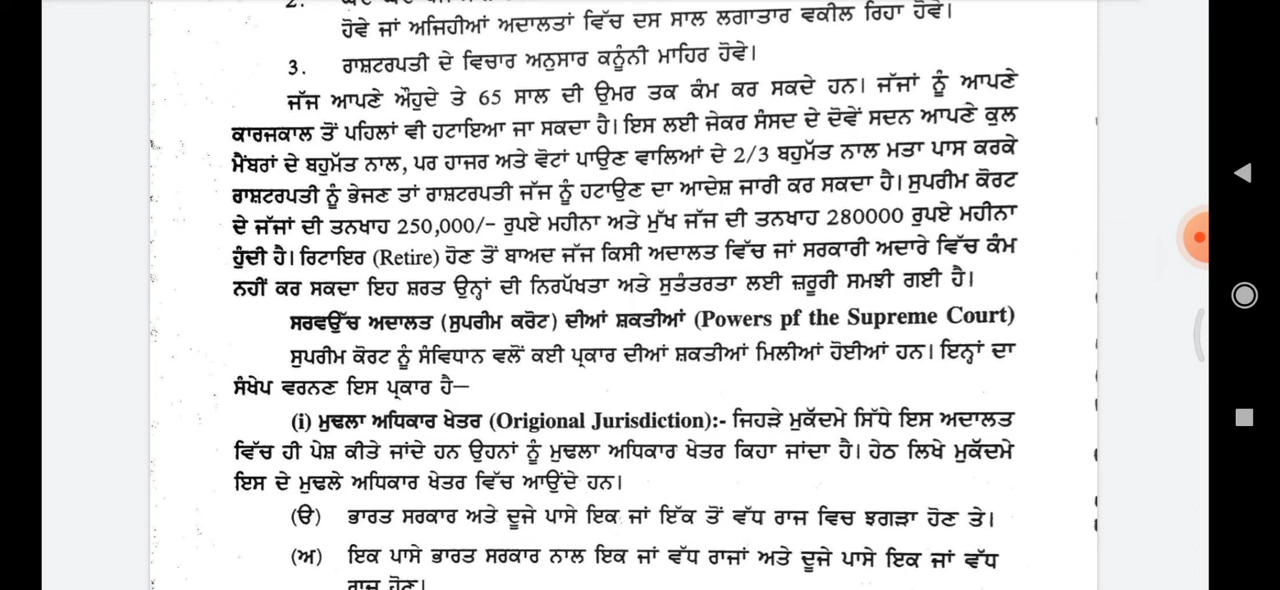 2.
ਹੋਵੇ ਜਾਂ ਅਜਿਹੀਆਂ ਅਦਾਲਤਾਂ ਵਿੱਚ ਦਸ ਸਾਲ ਲਗਾਤਾਰ ਵਕੀਲ ਰਿਹਾ ਹੋਵੇ।
3. ਰਾਸ਼ਟਰਪਤੀ ਦੇ ਵਿਚਾਰ ਅਨੁਸਾਰ ਕਨੂੰਨੀ ਮਾਹਿਰ ਹੋਵੇ।
ਜੱਜ ਆਪਣੇ ਔਹੁਦੇ ਤੇ 65 ਸਾਲ ਦੀ ਉਮਰ ਤਕ ਕੰਮ ਕਰ ਸਕਦੇ ਹਨ। ਜੱਜਾਂ ਨੂੰ ਆਪਣੇ
ਕਾਰਜਕਾਲ ਤੋਂ ਪਹਿਲਾਂ ਵੀ ਹਟਾਇਆ ਜਾ ਸਕਦਾ ਹੈ। ਇਸ ਲਈ ਜੇਕਰ ਸੰਸਦ ਦੇ ਦੋਵੇਂ ਸਦਨ ਆਪਣੇ ਕੁਲ
ਮੈਂਬਰਾਂ ਦੇ ਬਹੁਮੱਤ ਨਾਲ, ਪਰ ਹਾਜਰ ਅਤੇ ਵੋਟਾਂ ਪਾਉਣ ਵਾਲਿਆਂ ਦੇ 2/3 ਬਹੁਮੱਤ ਨਾਲ ਮਤਾ ਪਾਸ ਕਰਕੇ
ਰਾਸ਼ਟਰਪਤੀ ਨੂੰ ਭੇਜਣ ਤਾਂ ਰਾਸ਼ਟਰਪਤੀ ਜੱਜ ਨੂੰ ਹਟਾਉਣ ਦਾ ਆਦੇਸ਼ ਜਾਰੀ ਕਰ ਸਕਦਾ ਹੈ। ਸੁਪਰੀਮ ਕੋਰਟ
ਦੇ ਜੱਜਾਂ ਦੀ ਤਨਖਾਹ 250,000/- ਰੁਪਏ ਮਹੀਨਾ ਅਤੇ ਮੁੱਖ ਜੱਜ ਦੀ ਤਨਖਾਹ 280000 ਰੁਪਏ ਮਹੀਨਾ
ਹੁੰਦੀ ਹੈ। ਰਿਟਾਇਰ (Retire) ਹੋਣ ਤੋਂ ਬਾਅਦ ਜੱਜ ਕਿਸੀ ਅਦਾਲਤ ਵਿੱਚ ਜਾਂ ਸਰਕਾਰੀ ਅਦਾਰੇ ਵਿੱਚ ਕੰਮ
ਨਹੀਂ ਕਰ ਸਕਦਾ ਇਹ ਸ਼ਰਤ ਉਨ੍ਹਾਂ ਦੀ ਨਿਰਪੱਖਤਾ ਅਤੇ ਸੁਤੰਤਰਤਾ ਲਈ ਜ਼ਰੂਰੀ ਸਮਝੀ ਗਈ ਹੈ।
ਸਰਵਉੱਚ ਅਦਾਲਤ (ਸੁਪਰੀਮ ਕਰੋਟ) ਦੀਆਂ ਸ਼ਕਤੀਆਂ (Powers pf the Supreme Court)
ਸੁਪਰੀਮ ਕੋਰਟ ਨੂੰ ਸੰਵਿਧਾਨ ਵਲੋਂ ਕਈ ਪ੍ਰਕਾਰ ਦੀਆਂ ਸ਼ਕਤੀਆਂ ਮਿਲੀਆਂ ਹੋਈਆਂ ਹਨ। ਇਨ੍ਹਾਂ ਦਾ
ਸੰਖੇਪ ਵਰਨਣ ਇਸ ਪ੍ਰਕਾਰ ਹੈ—
(i) ਮੁਢਲਾ ਅਧਿਕਾਰ ਖੇਤਰ (Origional Jurisdiction):- ਜਿਹੜੇ ਮੁਕੱਦਮੇ ਸਿੱਧੇ ਇਸ ਅਦਾਲਤ
ਵਿੱਚ ਹੀ ਪੇਸ਼ ਕੀਤੇ ਜਾਂਦੇ ਹਨ ਉਹਨਾਂ ਨੂੰ ਮੁਢਲਾ ਅਧਿਕਾਰ ਖੇਤਰ ਕਿਹਾ ਜਾਂਦਾ ਹੈ। ਹੇਠ ਲਿਖੇ ਮੁਕੱਦਮੇ
ਇਸ ਦੇ ਮੁਢਲੇ ਅਧਿਕਾਰ ਖੇਤਰ ਵਿੱਚ ਆਉਂਦੇ ਹਨ।
(ੳ) ਭਾਰਤ ਸਰਕਾਰ ਅਤੇ ਦੂਜੇ ਪਾਸੇ ਇਕ ਜਾਂ ਇੱਕ ਤੋਂ ਵੱਧ ਰਾਜ ਵਿਚ ਝਗੜਾ ਹੋਣ ਤੇ।
(ਅ) ਇਕ ਪਾਸੇ ਭਾਰਤ ਸਰਕਾਰ ਨਾਲ ਇਕ ਜਾਂ ਵੱਧ ਰਾਜਾਂ ਅਤੇ ਦੂਜੇ ਪਾਸੇ ਇਕ ਜਾਂ ਵੱਧ
ਰਾਜ ਹੋਣ।